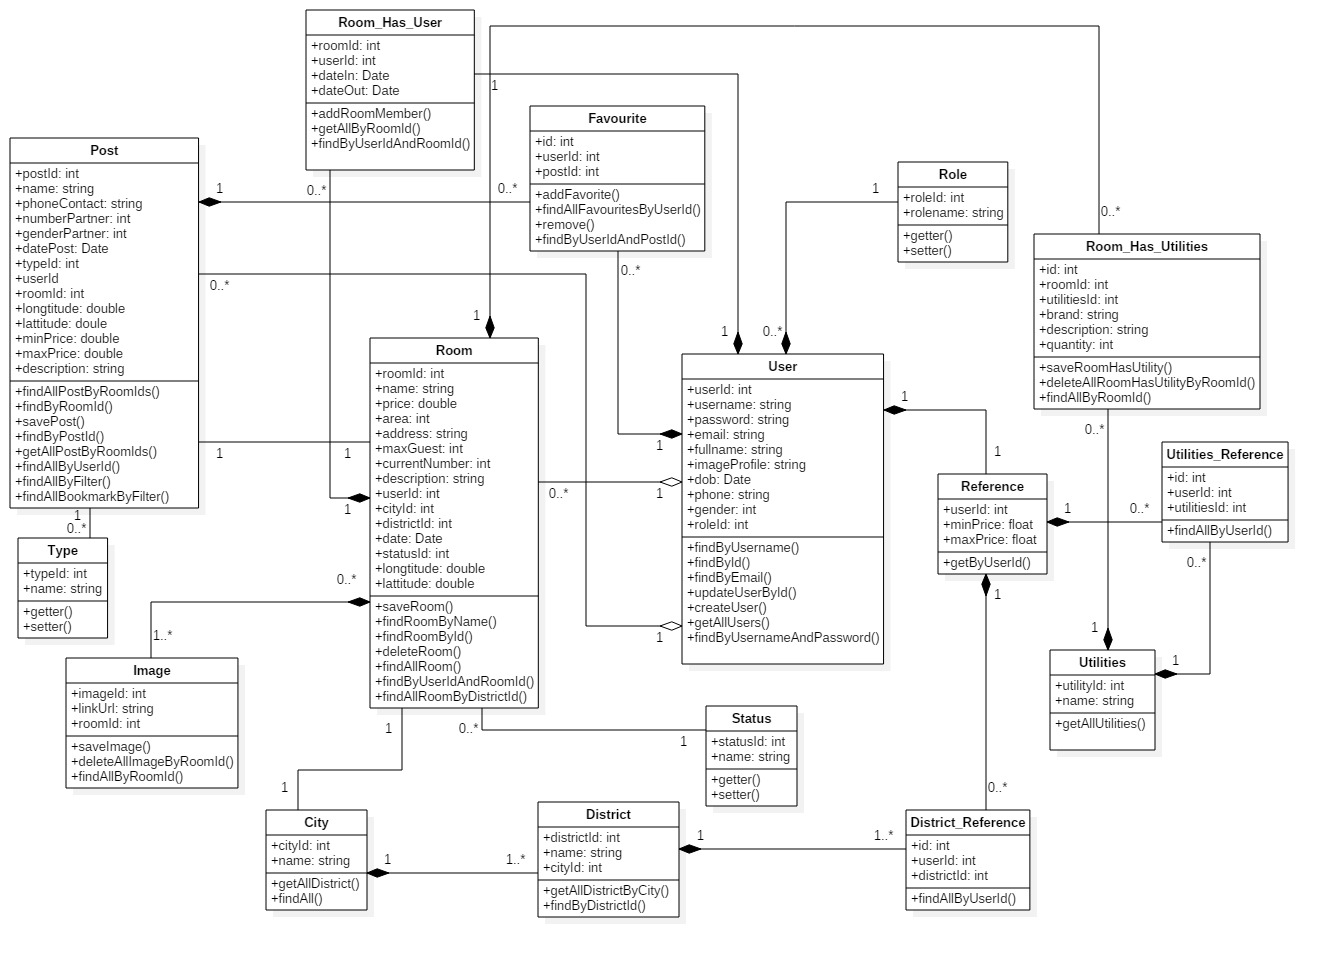 Room_Has_User
+roomId: int
+userId: int
+dateIn: Date
+dateOut: Date
+addRoomMember()
+getAllByRoomId()
+findByUserIdAndRoomId()
1
0..*
Favourite
+id: int
+userId: int
+postId: int
+addFavorite()
+findAllFavouritesByUserId()
+remove()
+findByUserIdAndPostId()
0..*
0..*
Post
+postId: int
+name: string
+phoneContact: string
+numberPartner: int
+genderPartner: int
+datePost: Date
+typeId: int
+userId
+roomId: int
+longtitude: double
+lattitude: doule
+minPrice: double
+maxPrice: double
+description: string
+findAllPostByRoomIds()
+findByRoomId()
+savePost()
+findByPostId()
+getAllPostByRoomIds()
+findAllByUserId()
+findAllByFilter()
+findAllBookmarkByFilter()
1
0..*
1
1
0..*
Type
+typeId: int
+name: string
+getter()
+setter()
Role
+roleId: int
+rolename: string
+getter()
+setter()
1
0..*
0..*
Room_Has_Utilities
+id: int
+roomId: int
+utilitiesId: int
+brand: string
+description: string
+quantity: int
+saveRoomHasUtility()
+deleteAllRoomHasUtilityByRoomId()
+findAllByRoomId()
0..*
1
Room
+roomId: int
+name: string
+price: double
+area: int
+address: string
+maxGuest: int
+currentNumber: int
+description: string
+userId: int
+cityId: int
+districtId: int
+date: Date
+statusId: int
+longtitude: double
+lattitude: double
+saveRoom()
+findRoomByName()
+findRoomById()
+deleteRoom()
+findAllRoom()
+findByUserIdAndRoomId()
+findAllRoomByDistrictId()
1
1
0..*
0..*
1
0..*
1
User
+userId: int
+username: string
+password: string
+email: string
+fullname: string
+imageProfile: string
+dob: Date
+phone: string
+gender: int
+roleId: int
+findByUsername()
+findById()
+findByEmail()
+updateUserById()
+createUser()
+getAllUsers()
+findByUsernameAndPassword()
1
1
1
1
Reference
+userId: int
+minPrice: float
+maxPrice: float
+getByUserId()
1
1
1
0..*
Utilities_Reference
+id: int
+userId: int
+utilitiesId: int
+findAllByUserId()
0..*
1
Utilities
+utilityId: int
+name: string
+getAllUtilities()
1
1..*
Image
+imageId: int
+linkUrl: string
+roomId: int
+saveImage()
+deleteAllImageByRoomId()
+findAllByRoomId()
1
Status
+statusId: int
+name: string
+getter()
+setter()
1
City
+cityId: int
+name: string
+getAllDistrict()
+findAll()
1
1..*
District
+districtId: int
+name: string
+cityId: int
+getAllDistrictByCity()
+findByDistrictId()
1
1..*
0..*
District_Reference
+id: int
+userId: int
+districtId: int
+findAllByUserId()